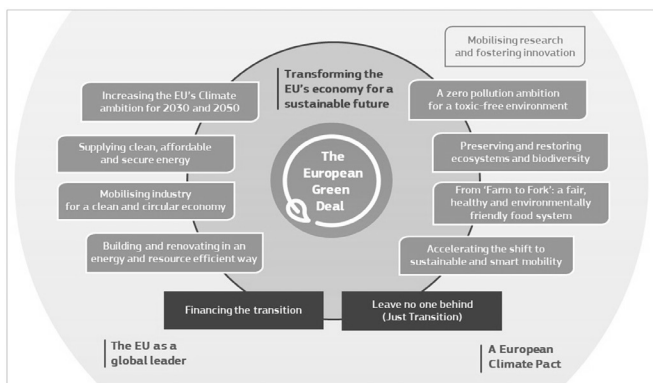 Mobilising research
and fostering innovation
Transforming the
EU's economy for a
sustainable future
Increasing the EU's Climate
ambition for 2030 and 2050
A zero pollution ambition
for a toxic-free environment
Supplying clean, affordable
and secure energy
Preserving and restoring
ecosystems and biodiversity
The
European
Green
Deal
Mobilising industry
for a clean and circular economy
From 'Farm to Fork': a fair,
healthy and environmentally
friendly food system
Building and renovating in an
energy and resource efficient way
Accelerating the shift to
sustainable and smart mobility
Financing the transition
Leave no one behind
(Just Transition)
The EU as a
global leader
A European
Climate Pact